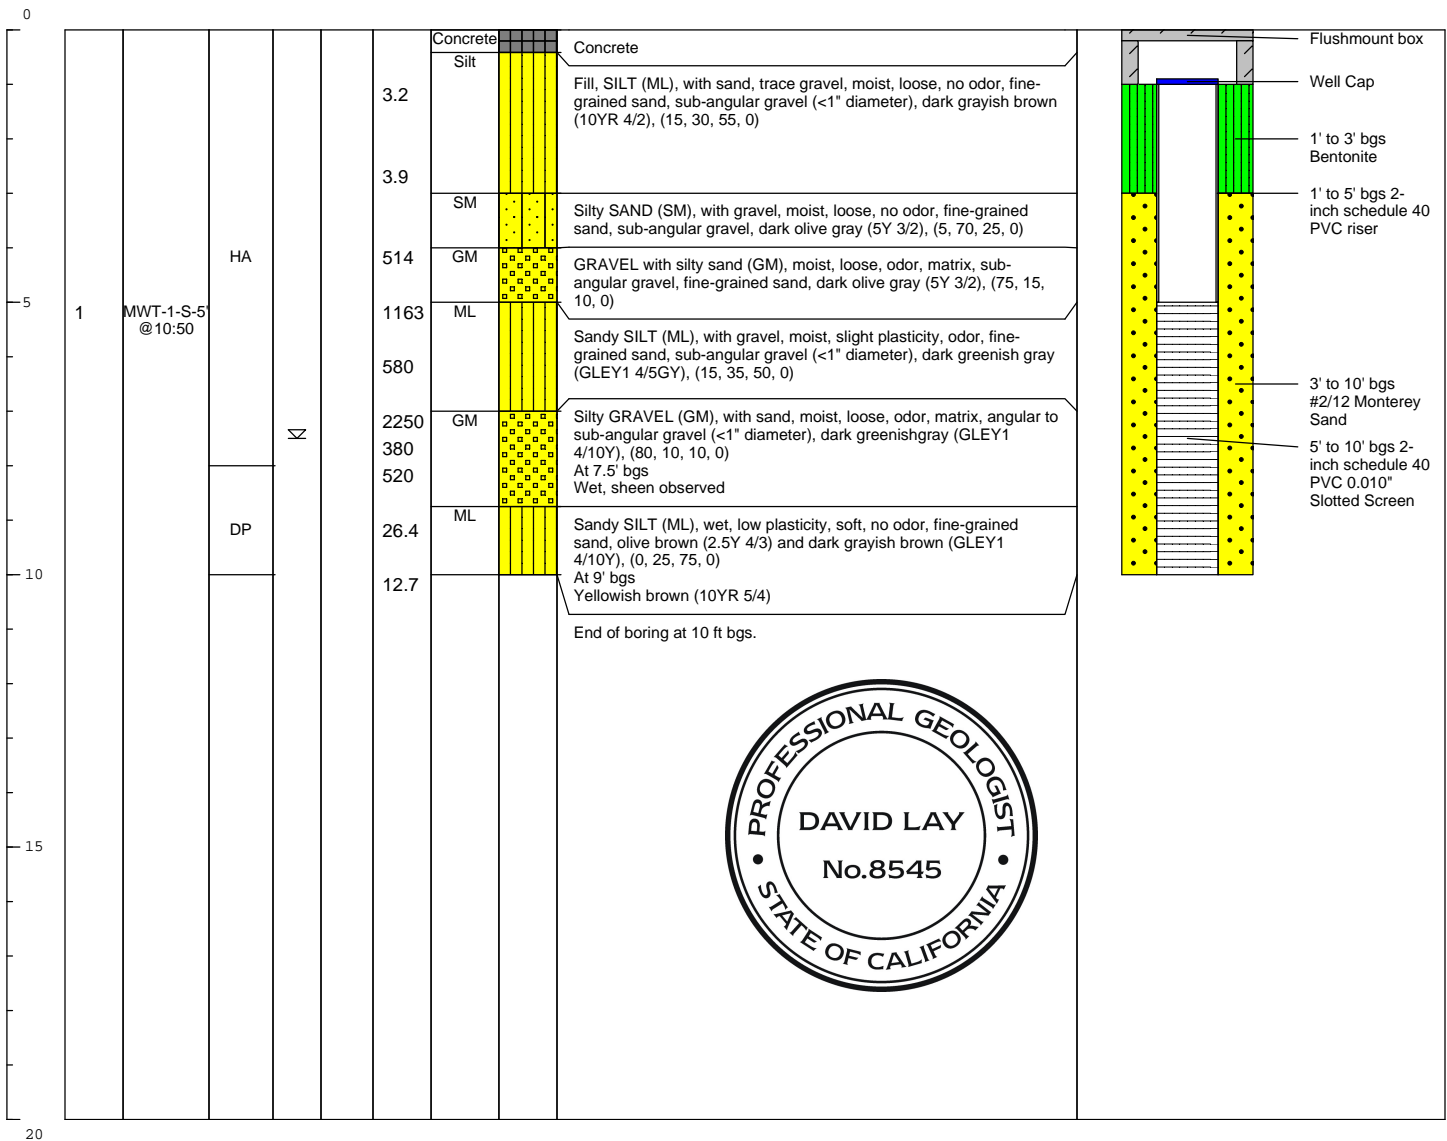 0
Concrete
Concrete
Flushmount box
Silt
Fill, SILT (ML), with sand, trace gravel, moist, loose, no odor, fine-
grained sand, sub-angular gravel (<1" diameter), dark grayish brown
(10YR 4/2), (15, 30, 55, 0)
Well Cap
3.2
1' to 3' bgs
Bentonite
3.9
SM
Silty SAND (SM), with gravel, moist, loose, no odor, fine-grained
sand, sub-angular gravel, dark olive gray (5Y 3/2), (5, 70, 25, 0)
1' to 5' bgs 2-
inch schedule 40
PVC riser
HA
514
GM
GRAVEL with silty sand (GM), moist, loose, odor, matrix, sub-
angular gravel, fine-grained sand, dark olive gray (5Y 3/2), (75, 15,
10, 0)
5
1
MWT-1-S-5'
@10:50
1163
ML
Sandy SILT (ML), with gravel, moist, slight plasticity, odor, fine-
grained sand, sub-angular gravel (<1" diameter), dark greenish gray
(GLEY1 4/5GY), (15, 35, 50, 0)
580
3' to 10' bgs
#2/12 Monterey
Sand
2250
GM
Silty GRAVEL (GM), with sand, moist, loose, odor, matrix, angular to
sub-angular gravel (<1" diameter), dark greenishgray (GLEY1
4/10Y), (80, 10, 10, 0)
At 7.5' bgs
Wet, sheen observed
380
520
5' to 10' bgs 2-
inch schedule 40
PVC 0.010"
Slotted Screen
DP
26.4
ML
Sandy SILT (ML), wet, low plasticity, soft, no odor, fine-grained
sand, olive brown (2.5Y 4/3) and dark grayish brown (GLEY1
4/10Y), (0, 25, 75, 0)
At 9' bgs
Yellowish brown (10YR 5/4)
10
12.7
End of boring at 10 ft bgs.
PROFESSIONAL GEOLOGIST
DAVID LAY
No.8545
STATE OF CALIFORNIA
15
20